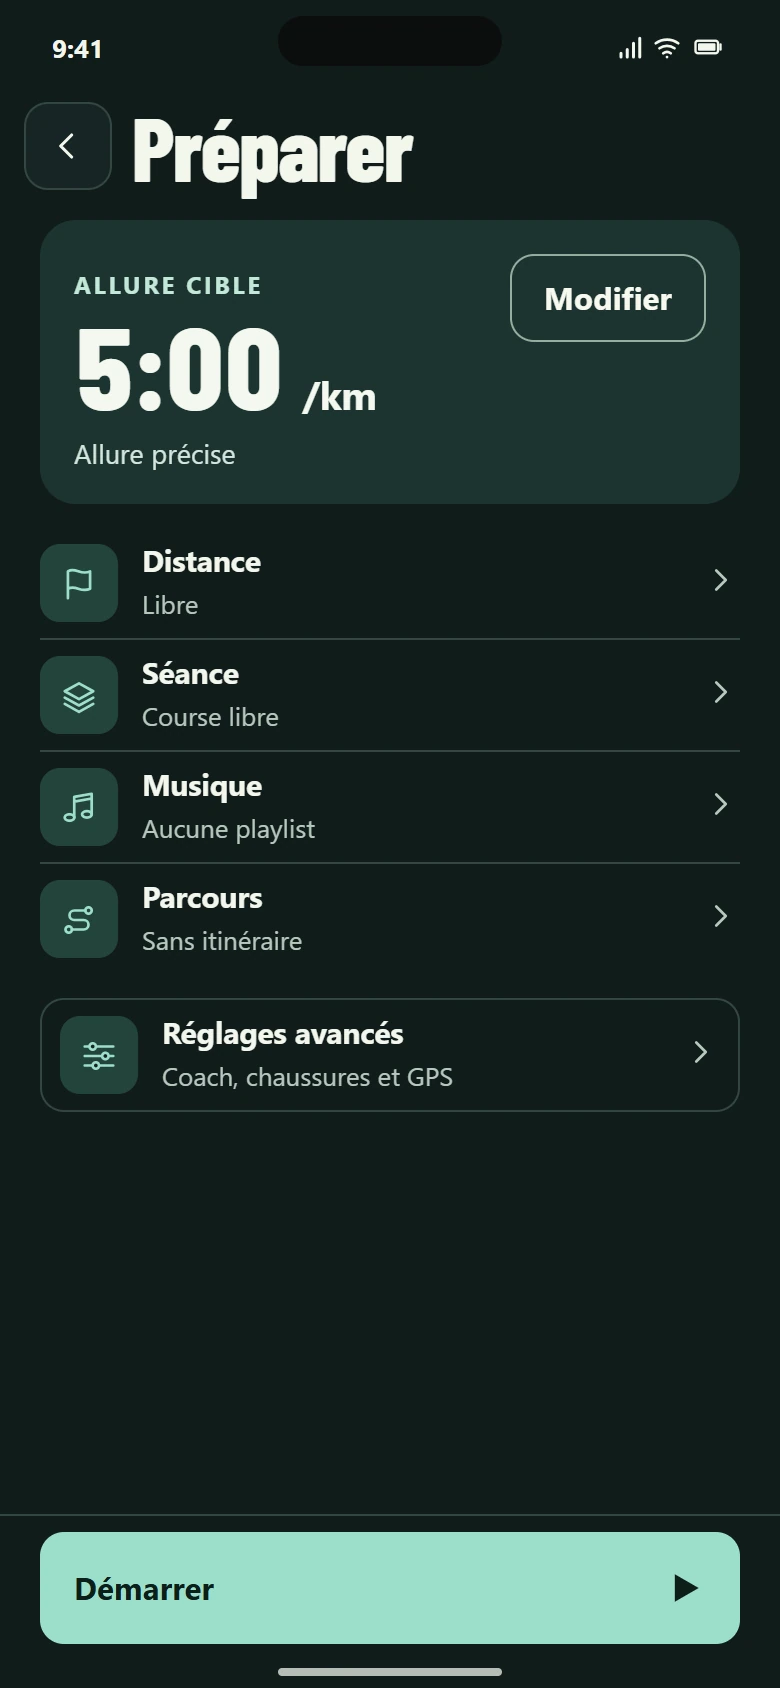 9:41
Préparer
ALLURE CIBLE
Modifier
5:00 /km
Allure précise
Distance
Libre
Séance
Course libre
Musique
Aucune playlist
Parcours
Sans itinéraire
Réglages avancés
Coach, chaussures et GPS
Démarrer